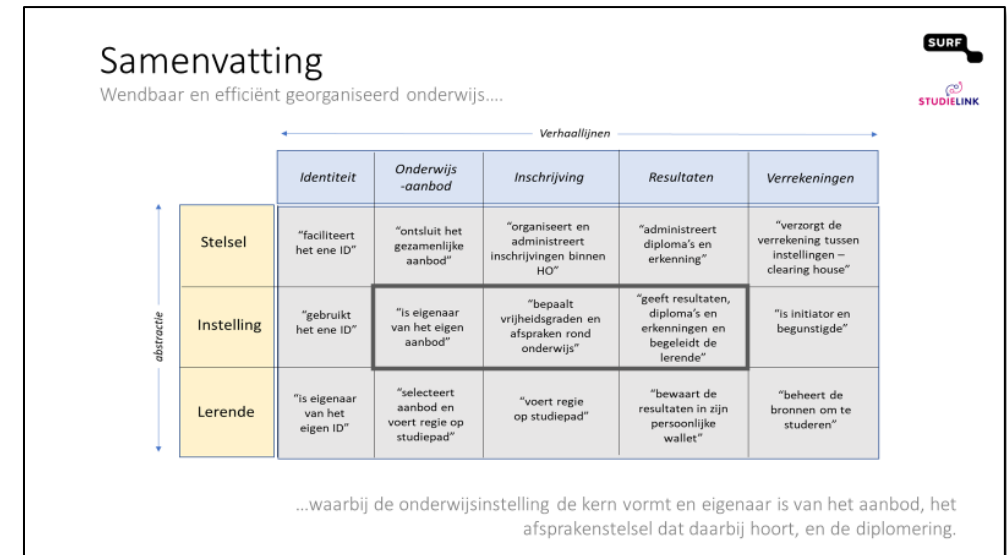 Samenvatting
Wendbaar en efficiënt georganiseerd onderwijs....
SURF
STUDIELINK
Verhaallijnen
Identiteit
Onderwijs
-aanbod
Inschrijving
Resultaten
Verrekeningen
abstractie
Stelsel
"faciliteert
het ene ID"
"ontsluit het
gezamenlijke
aanbod"
"organiseert en
administreert
inschrijvingen binnen
HO"
"administreert
diploma's en
erkenning"
"verzorgt de
verrekening tussen
instellingen –
clearing house"
Instelling
"gebruikt
het ene ID"
"is eigenaar
van het eigen
aanbod"
"bepaalt
vrijheidsgraden en
afspraken rond
onderwijs"
"geeft resultaten,
diploma's en
erkenningen en
begeleidt de
lerende"
"is initiator en
begunstigde"
Lerende
"is eigenaar
van het
eigen ID"
"selecteert
aanbod en
voert regie op
studiepad"
"voert regie
op studiepad"
"bewaart de
resultaten in zijn
persoonlijke
wallet"
"beheert de
bronnen om te
studeren"
...waarbij de onderwijsinstelling de kern vormt en eigenaar is van het aanbod, het
afsprakenstelsel dat daarbij hoort, en de diplomering.